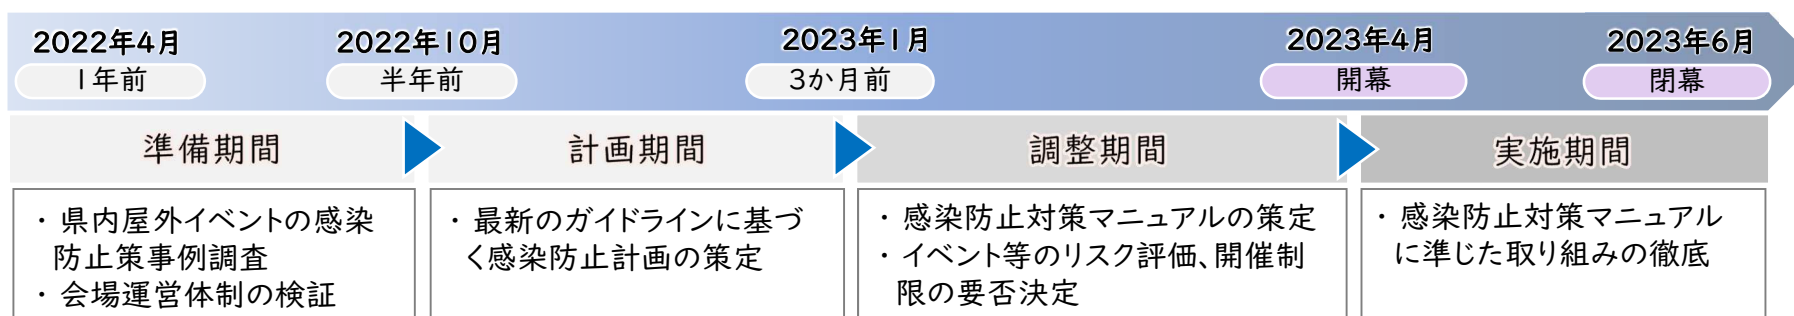 2022年4月 2022年10月 2023年1月 2023年4月 2023年6月
1年前 半年前 3か月前 開幕 閉幕
準備期間 計画期間 調整期間 実施期間
・県内屋外イベントの感染
防止策事例調査
・会場運営体制の検証
・最新のガイドラインに基づ
く感染防止計画の策定
・感染防止対策マニュアルの策定
・イベント等のリスク評価、開催制
限の要否決定
・感染防止対策マニュアル
に準じた取り組みの徹底